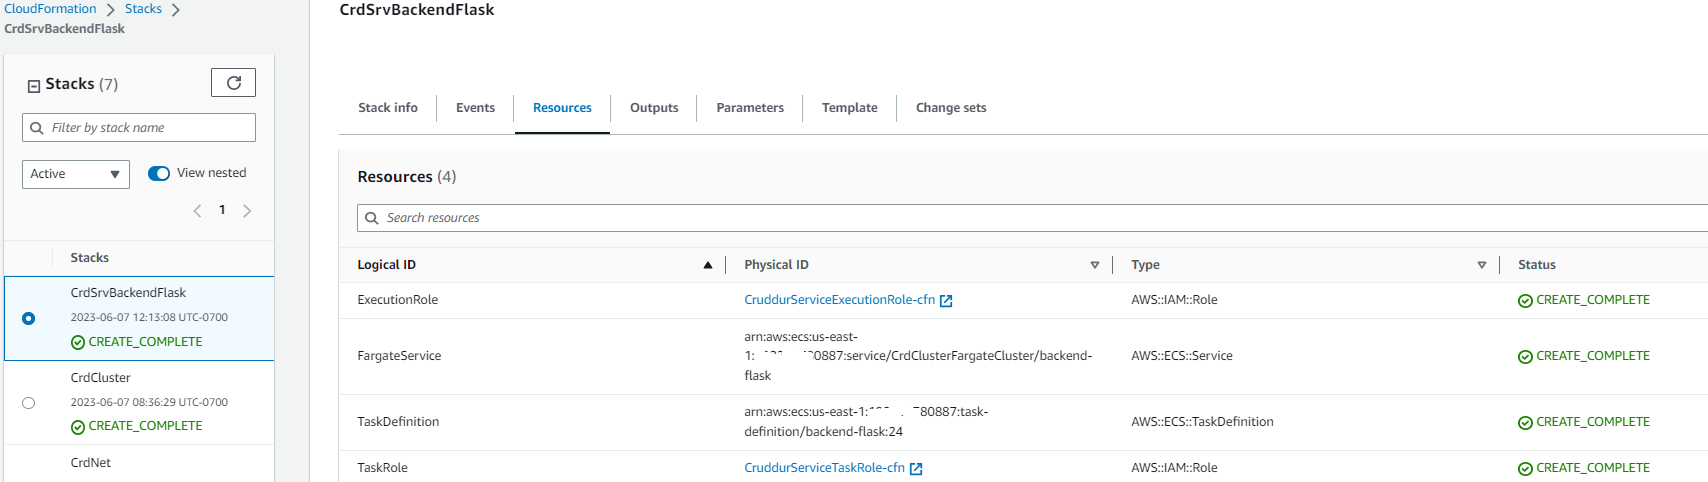 CloudFormation > Stacks >
CrdSrvBackendFlask
Stacks (7)
Filter by stack name
Active
View nested
1
Stacks
CrdSrvBackendFlask
2023-06-07 12:13:08 UTC-0700
CREATE_COMPLETE
CrdCluster
2023-06-07 08:36:29 UTC-0700
CREATE_COMPLETE
CrdNet
CrdSrvBackendFlask
Stack info
Events
Resources
Outputs
Parameters
Template
Change sets
Resources (4)
Search resources
Logical ID
Physical ID
Type
Status
ExecutionRole
CruddurServiceExecutionRole-cfn
AWS::IAM::Role
CREATE_COMPLETE
FargateService
arn:aws:ecs:us-east-
1: 80887:service/CrdClusterFargateCluster/backend-
flask
AWS::ECS::Service
CREATE_COMPLETE
TaskDefinition
arn:aws:ecs:us-east-1: 80887:task-
definition/backend-flask:24
AWS::ECS::TaskDefinition
CREATE_COMPLETE
TaskRole
CruddurServiceTaskRole-cfn
AWS::IAM::Role
CREATE_COMPLETE